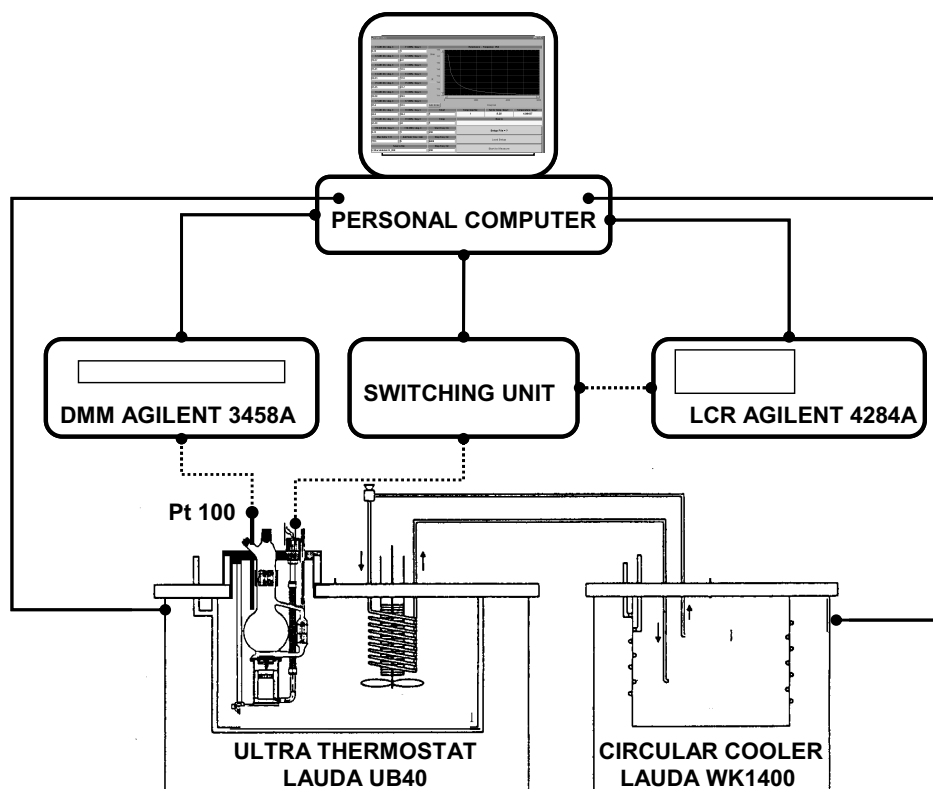 PERSONAL COMPUTER
DMM AGILENT 3458A
SWITCHING UNIT
LCR AGILENT 4284A
Pt 100
ULTRA THERMOSTAT
LAUDA UB40
CIRCULAR COOLER
LAUDA WK1400